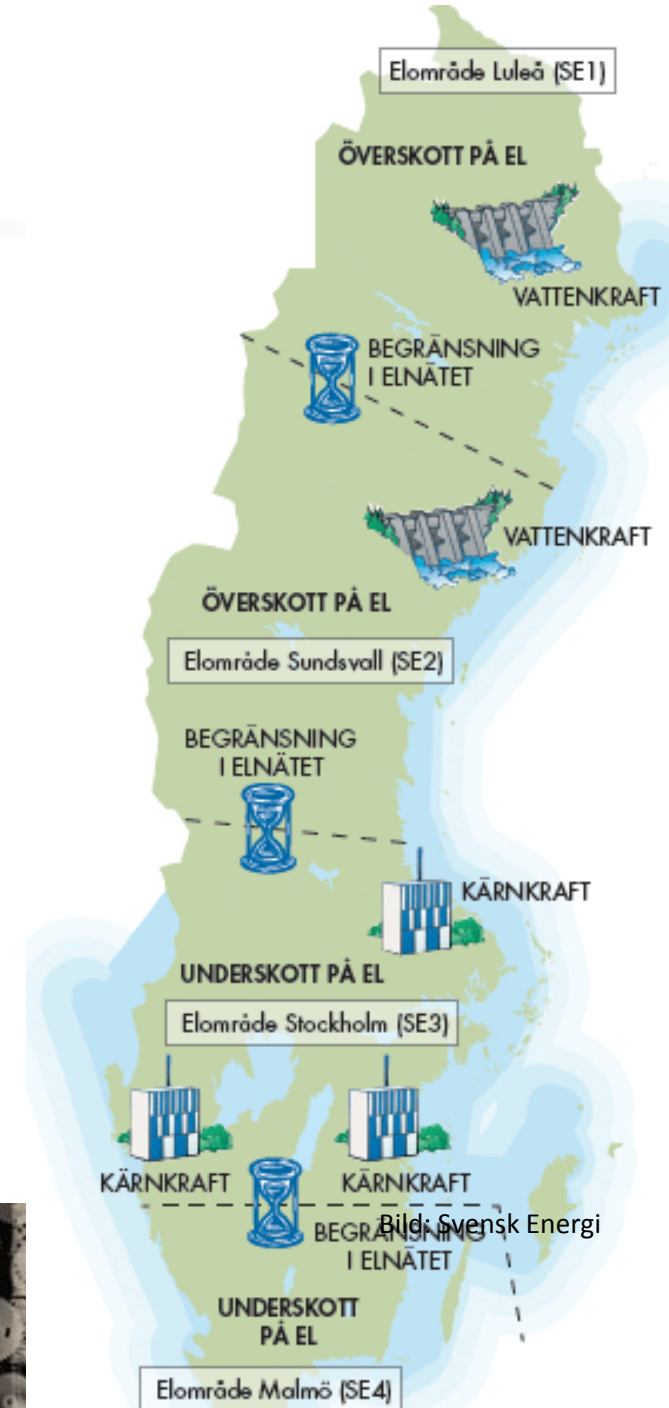 Elområde Luleå (SE1)
ÖVERSKOTT PÅ EL
VATTENKRAFT
BEGRÄNSNING
I ELNÄTET
VATTENKRAFT
ÖVERSKOTT PÅ EL
Elområde Sundsvall (SE2)
BEGRÄNSNING
I ELNÄTET
KÄRNKRAFT
UNDERSKOTT PÅ EL
Elområde Stockholm (SE3)
KÄRNKRAFT
KÄRNKRAFT
Bild: Svensk Energi
BEGRÄNSNING
I ELNÄTET
UNDERSKOTT
PÅ EL
Elområde Malmö (SE4)